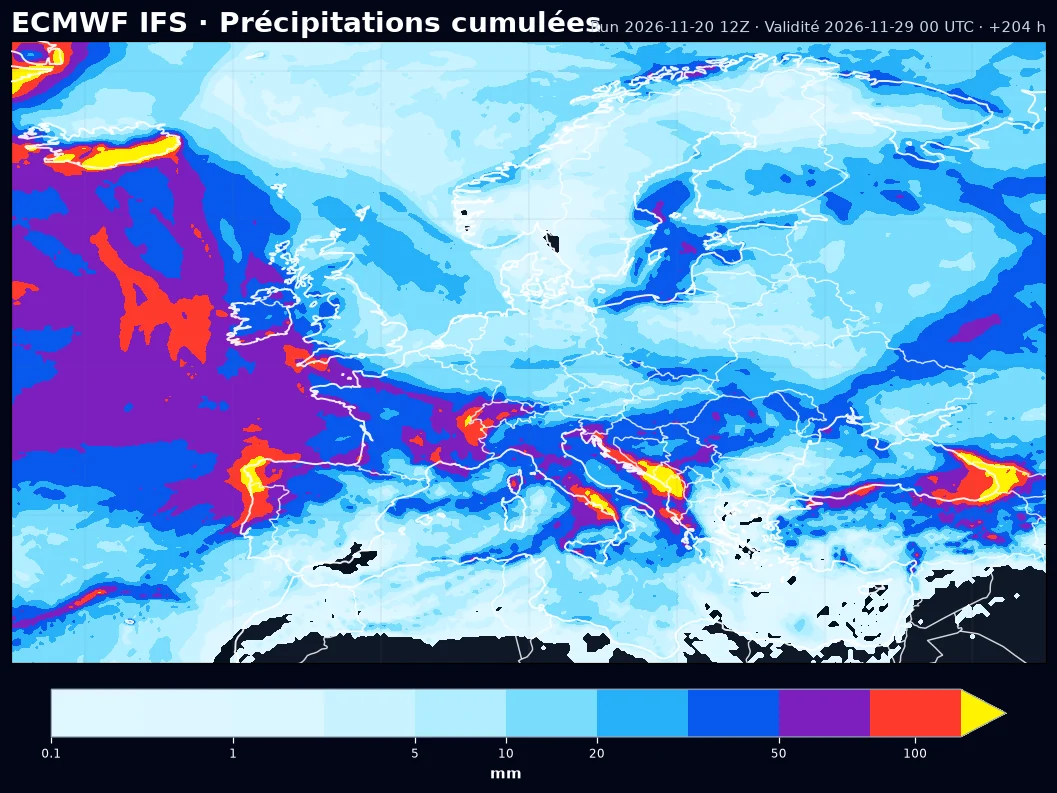 ECMWF IFS · Précipitations cumulées
Run 2026-11-20 12Z · Validité 2026-11-29 00 UTC · +204 h
0.1 1 5 10 20 50 100
mm